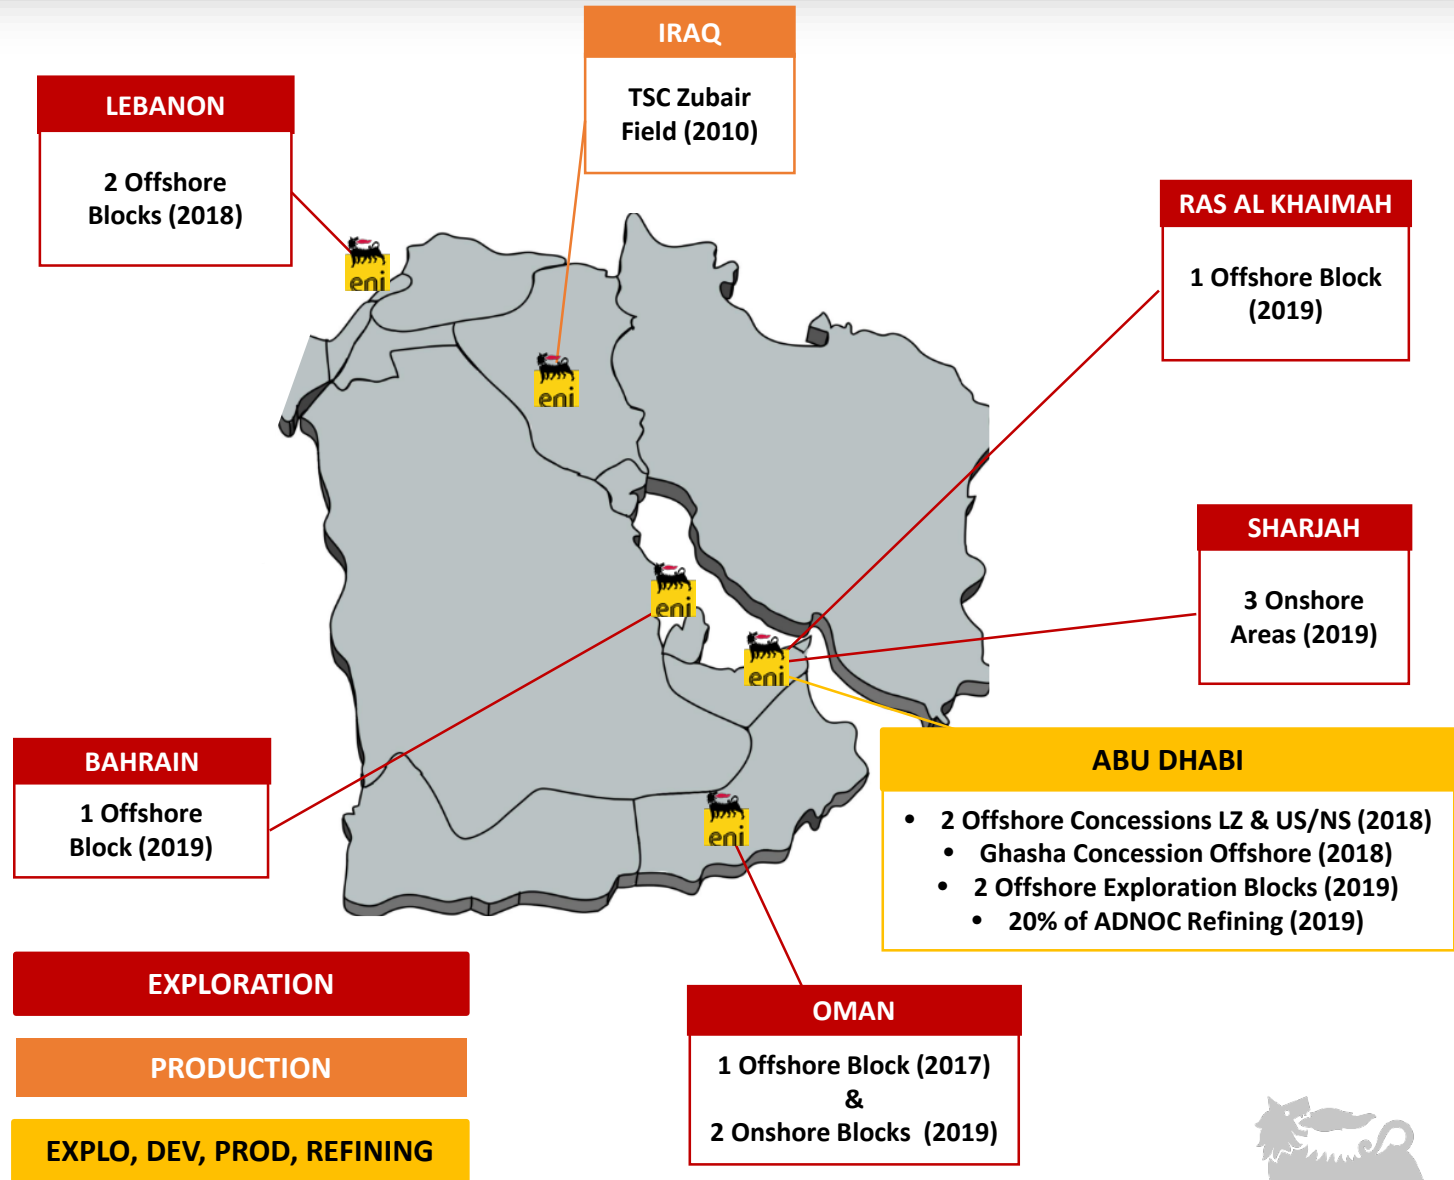 IRAQ
TSC Zubair
Field (2010)
LEBANON
2 Offshore
Blocks (2018)
RAS AL KHAIMAH
1 Offshore Block
(2019)
eni
eni
SHARJAH
3 Onshore
Areas (2019)
eni
eni
BAHRAIN
1 Offshore
Block (2019)
ABU DHABI
• 2 Offshore Concessions LZ & US/NS (2018)
• Ghasha Concession Offshore (2018)
• 2 Offshore Exploration Blocks (2019)
• 20% of ADNOC Refining (2019)
eni
EXPLORATION
PRODUCTION
EXPLO, DEV, PROD, REFINING
OMAN
1 Offshore Block (2017)
&
2 Onshore Blocks (2019)